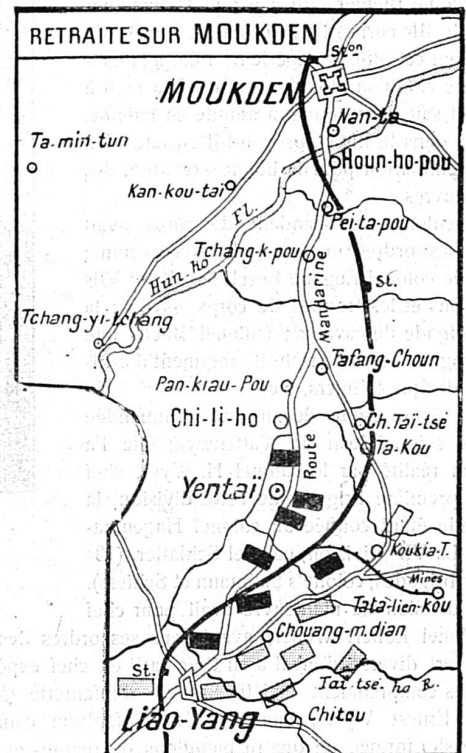 RETRAITE SUR MOUKDEN
Ston
MOUKDEN
Nan-ta
Ta-min-tun
Houn-ho-pou
Kan-kou-taï
Fl.
Pei-ta-pou
Tchang-k-pou
Hun-ho
St.
Mandarine
Tchang-yi-tchang
Tafang-Choun
Pan-kiau-Pou
Chi-li-ho
Ch. Taï-tsé
Ta-Kou
Route
Yentaï
Koukia-T.
Mines
Tata-lien-kou
Chouang-m.dian
St.
Taï-tsé ho R.
Liao-Yang
Chitou